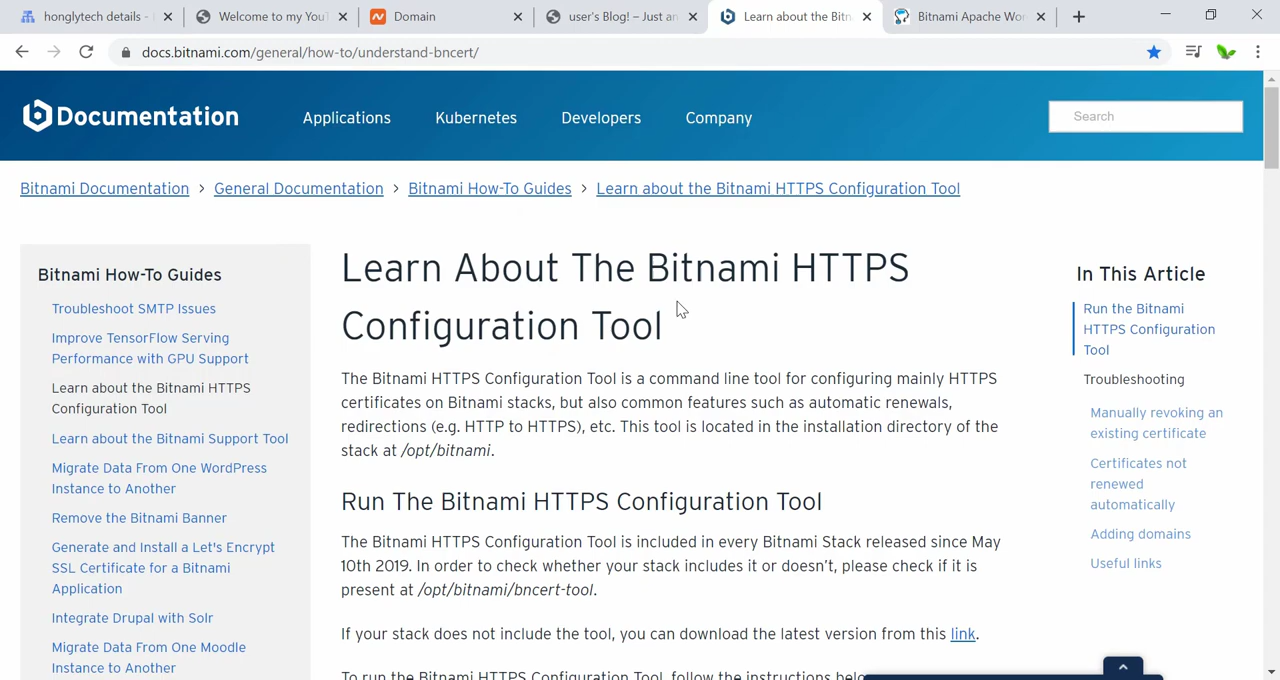 honglytech details -
Welcome to my You
Domain
user's Blog! – Just an
Learn about the Bitn
Bitnami Apache Wor
docs.bitnami.com/general/how-to/understand-bncert/
Documentation
Applications
Kubernetes
Developers
Company
Search
Bitnami Documentation > General Documentation > Bitnami How-To Guides > Learn about the Bitnami HTTPS Configuration Tool
Bitnami How-To Guides
Troubleshoot SMTP Issues
Improve TensorFlow Serving
Performance with GPU Support
Learn about the Bitnami HTTPS
Configuration Tool
Learn about the Bitnami Support Tool
Migrate Data From One WordPress
Instance to Another
Remove the Bitnami Banner
Generate and Install a Let's Encrypt
SSL Certificate for a Bitnami
Application
Integrate Drupal with Solr
Migrate Data From One Moodle
Instance to Another
Learn About The Bitnami HTTPS
Configuration Tool
The Bitnami HTTPS Configuration Tool is a command line tool for configuring mainly HTTPS
certificates on Bitnami stacks, but also common features such as automatic renewals,
redirections (e.g. HTTP to HTTPS), etc. This tool is located in the installation directory of the
stack at /opt/bitnami.
Run The Bitnami HTTPS Configuration Tool
The Bitnami HTTPS Configuration Tool is included in every Bitnami Stack released since May
10th 2019. In order to check whether your stack includes it or doesn't, please check if it is
present at /opt/bitnami/bncert-tool.
If your stack does not include the tool, you can download the latest version from this link.
To run the Bitnami HTTPS Configuration Tool, follow the instructions below
In This Article
Run the Bitnami
HTTPS Configuration
Tool
Troubleshooting
Manually revoking an
existing certificate
Certificates not
renewed
automatically
Adding domains
Useful links